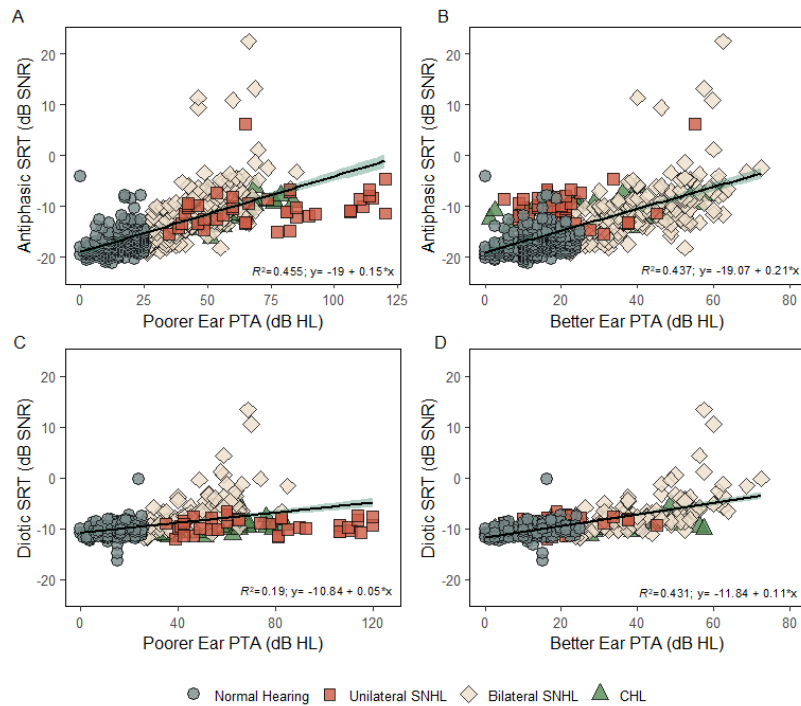 A
B
Antiphasic SRT (dB SNR)
20
10
0
-10
-20
R²=0.455; y= -19 + 0.15*x
0
25
50
75
100
125
Poorer Ear PTA (dB HL)
Antiphasic SRT (dB SNR)
20
10
0
-10
-20
R²=0.437; y= -19.07 + 0.21*x
0
20
40
60
80
Better Ear PTA (dB HL)
C
D
Diotic SRT (dB SNR)
20
10
0
-10
-20
R²=0.19; y= -10.84 + 0.05*x
0
40
80
120
Poorer Ear PTA (dB HL)
Diotic SRT (dB SNR)
20
10
0
-10
-20
R²=0.431; y= -11.84 + 0.11*x
0
20
40
60
80
Better Ear PTA (dB HL)
Normal Hearing
Unilateral SNHL
Bilateral SNHL
CHL